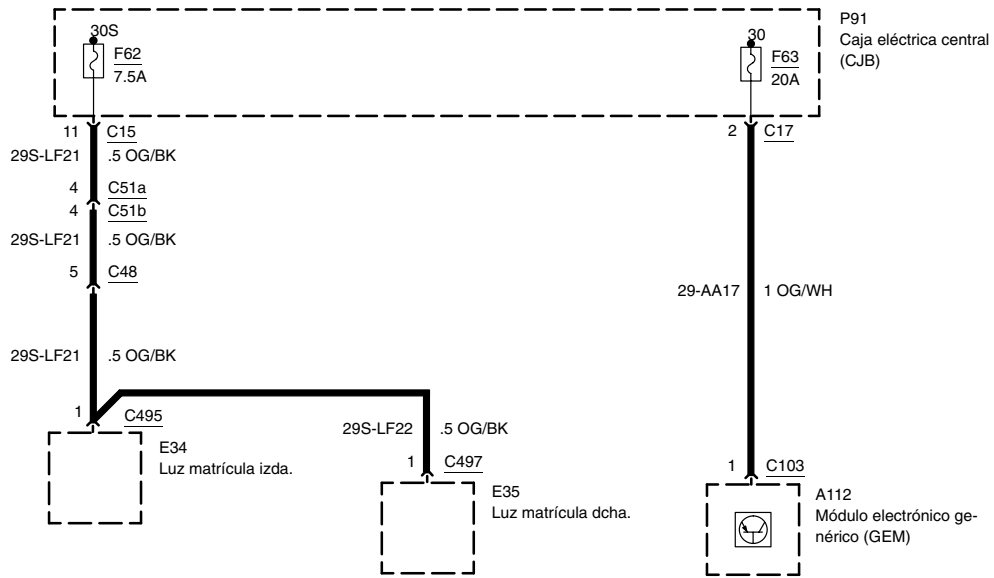 P91
Caja eléctrica central
(CJB)
30S
F62
7.5A
30
F63
20A
11 C15
29S-LF21 .5 OG/BK
4 C51a
4 C51b
29S-LF21 .5 OG/BK
5 C48
29S-LF21 .5 OG/BK
1 C495
E34
Luz matrícula izda.
29S-LF22 .5 OG/BK
1 C497
E35
Luz matrícula dcha.
2 C17
29-AA17 1 OG/WH
1 C103
A112
Módulo electrónico ge-
nérico (GEM)